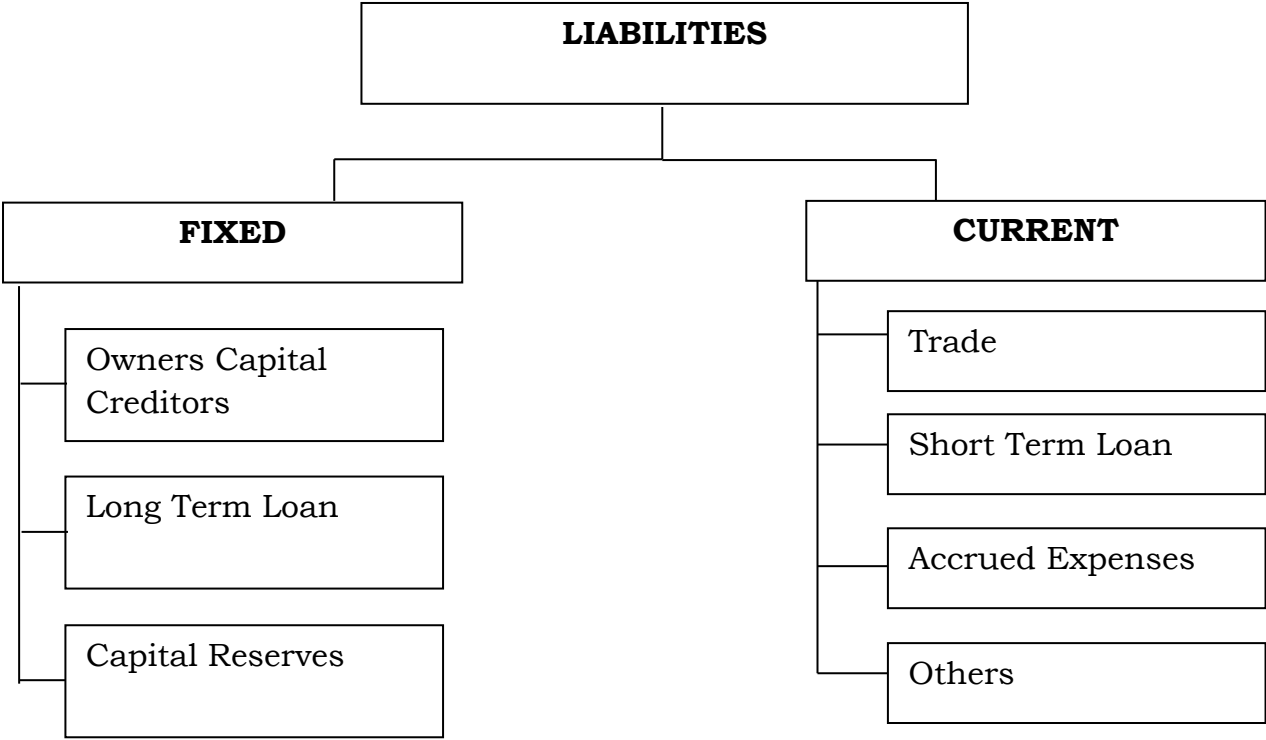 LIABILITIES
FIXED
CURRENT
Owners Capital
Creditors
Long Term Loan
Capital Reserves
Trade
Short Term Loan
Accrued Expenses
Others